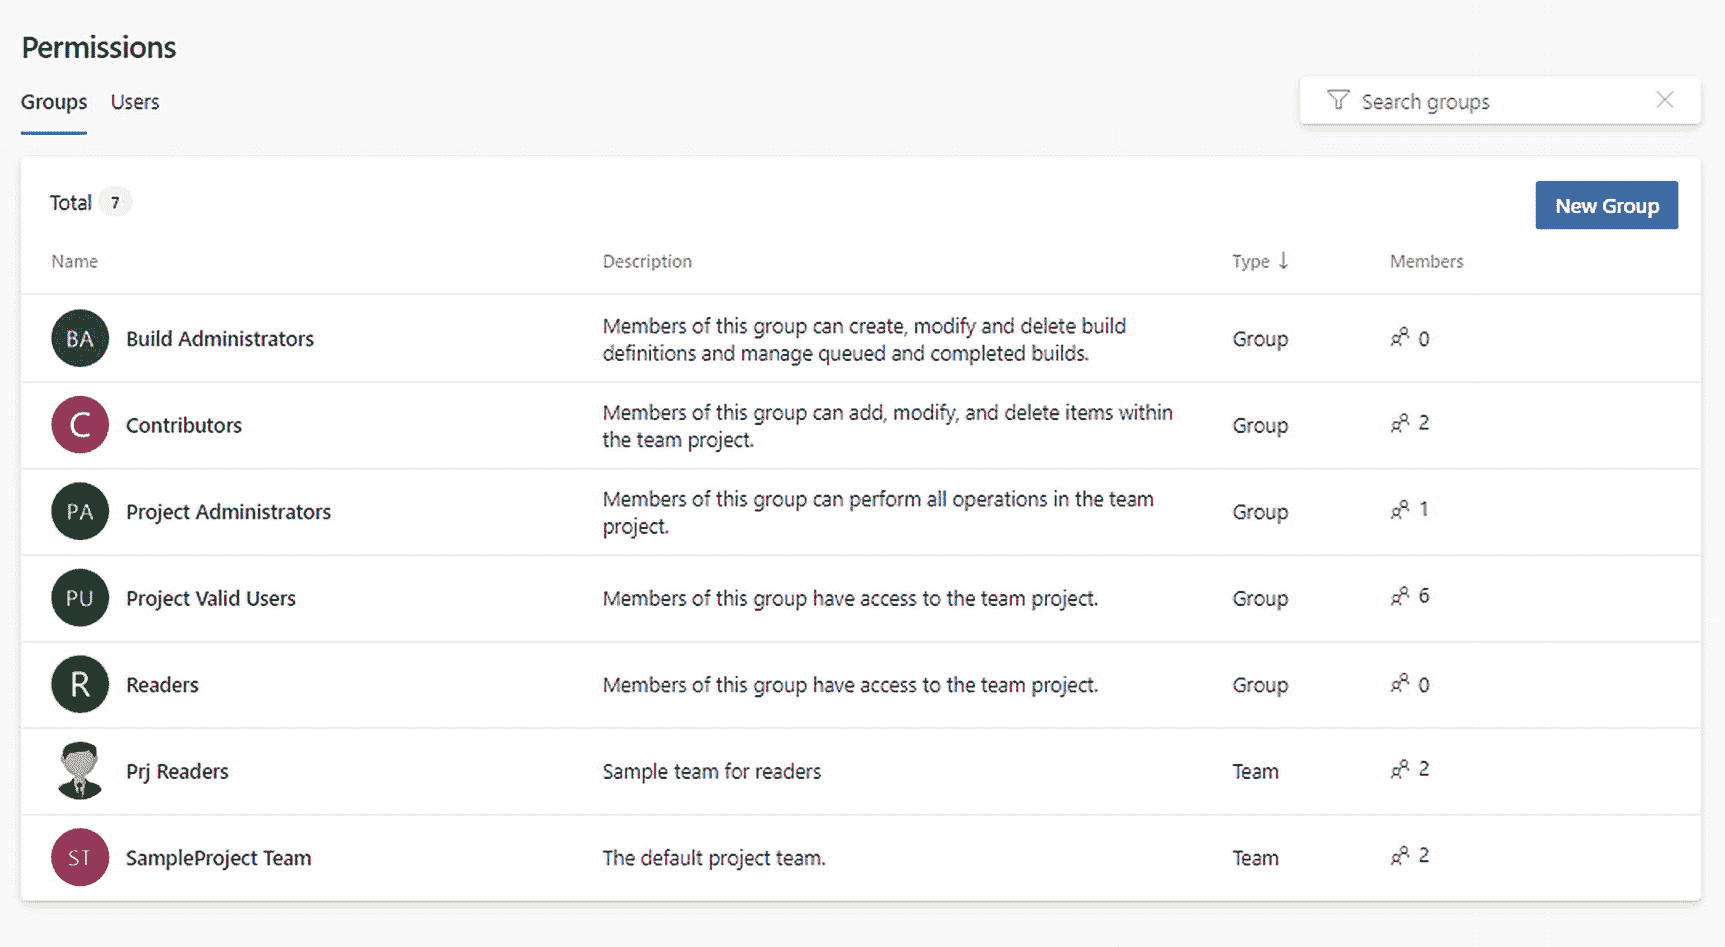 Permissions
Groups Users
Search groups
Total 7
New Group
Name Description Type ↓ Members
BA Build Administrators Members of this group can create, modify and delete build Group 0
definitions and manage queued and completed builds.
C Contributors Members of this group can add, modify, and delete items within Group 2
the team project.
PA Project Administrators Members of this group can perform all operations in the team Group 1
project.
PU Project Valid Users Members of this group have access to the team project. Group 6
R Readers Members of this group have access to the team project. Group 0
Prj Readers Sample team for readers Team 2
ST SampleProject Team The default project team. Team 2